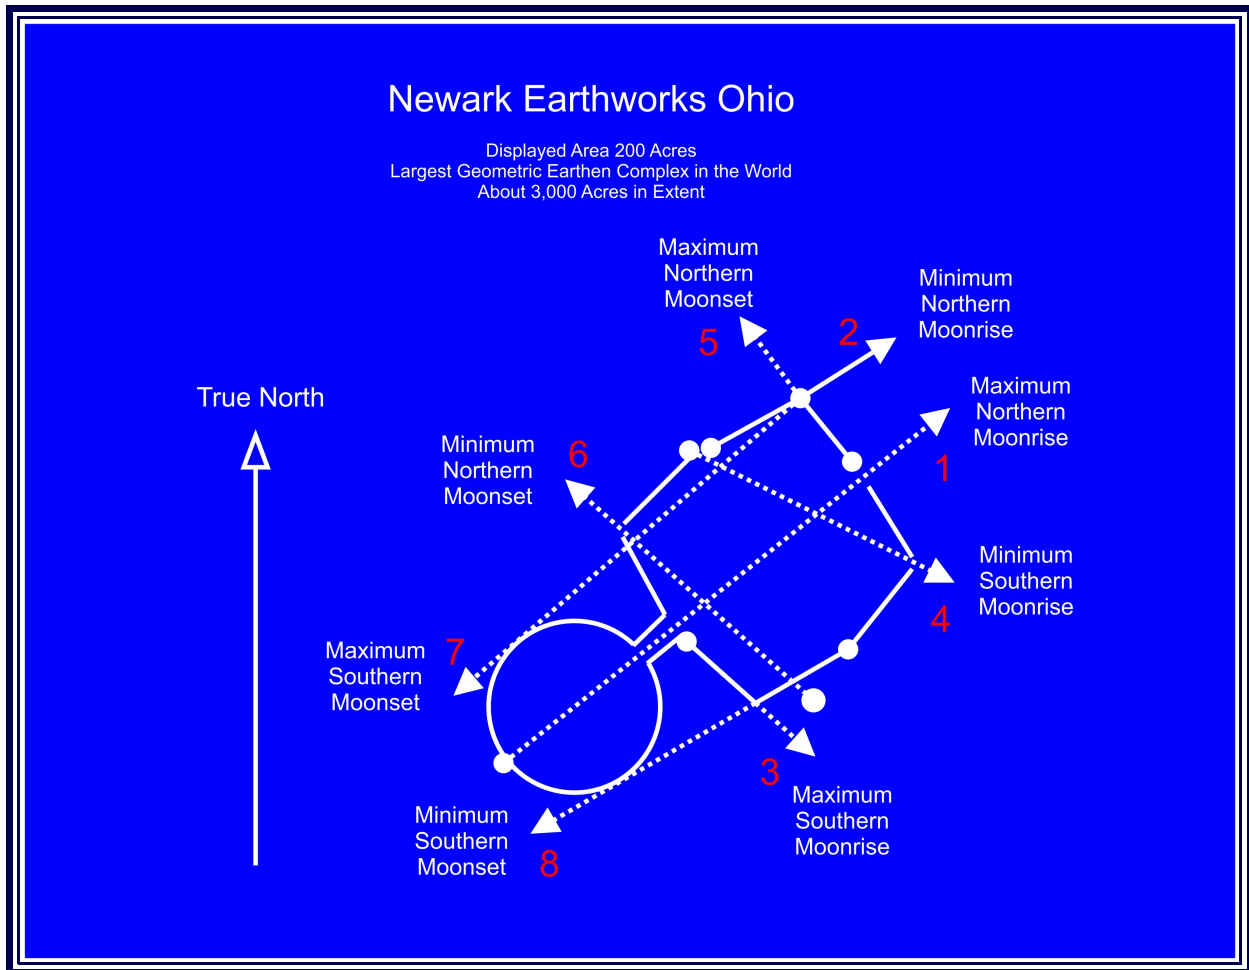 Newark Earthworks Ohio
Displayed Area 200 Acres
Largest Geometric Earthen Complex in the World
About 3,000 Acres in Extent
Maximum
Northern
Moonset
5
2
Minimum
Northern
Moonrise
True North
Maximum
Northern
Moonrise
1
Minimum
Northern
Moonset
6
Minimum
Southern
Moonrise
4
Maximum
Southern
Moonset
7
3
Maximum
Southern
Moonrise
Minimum
Southern
Moonset
8